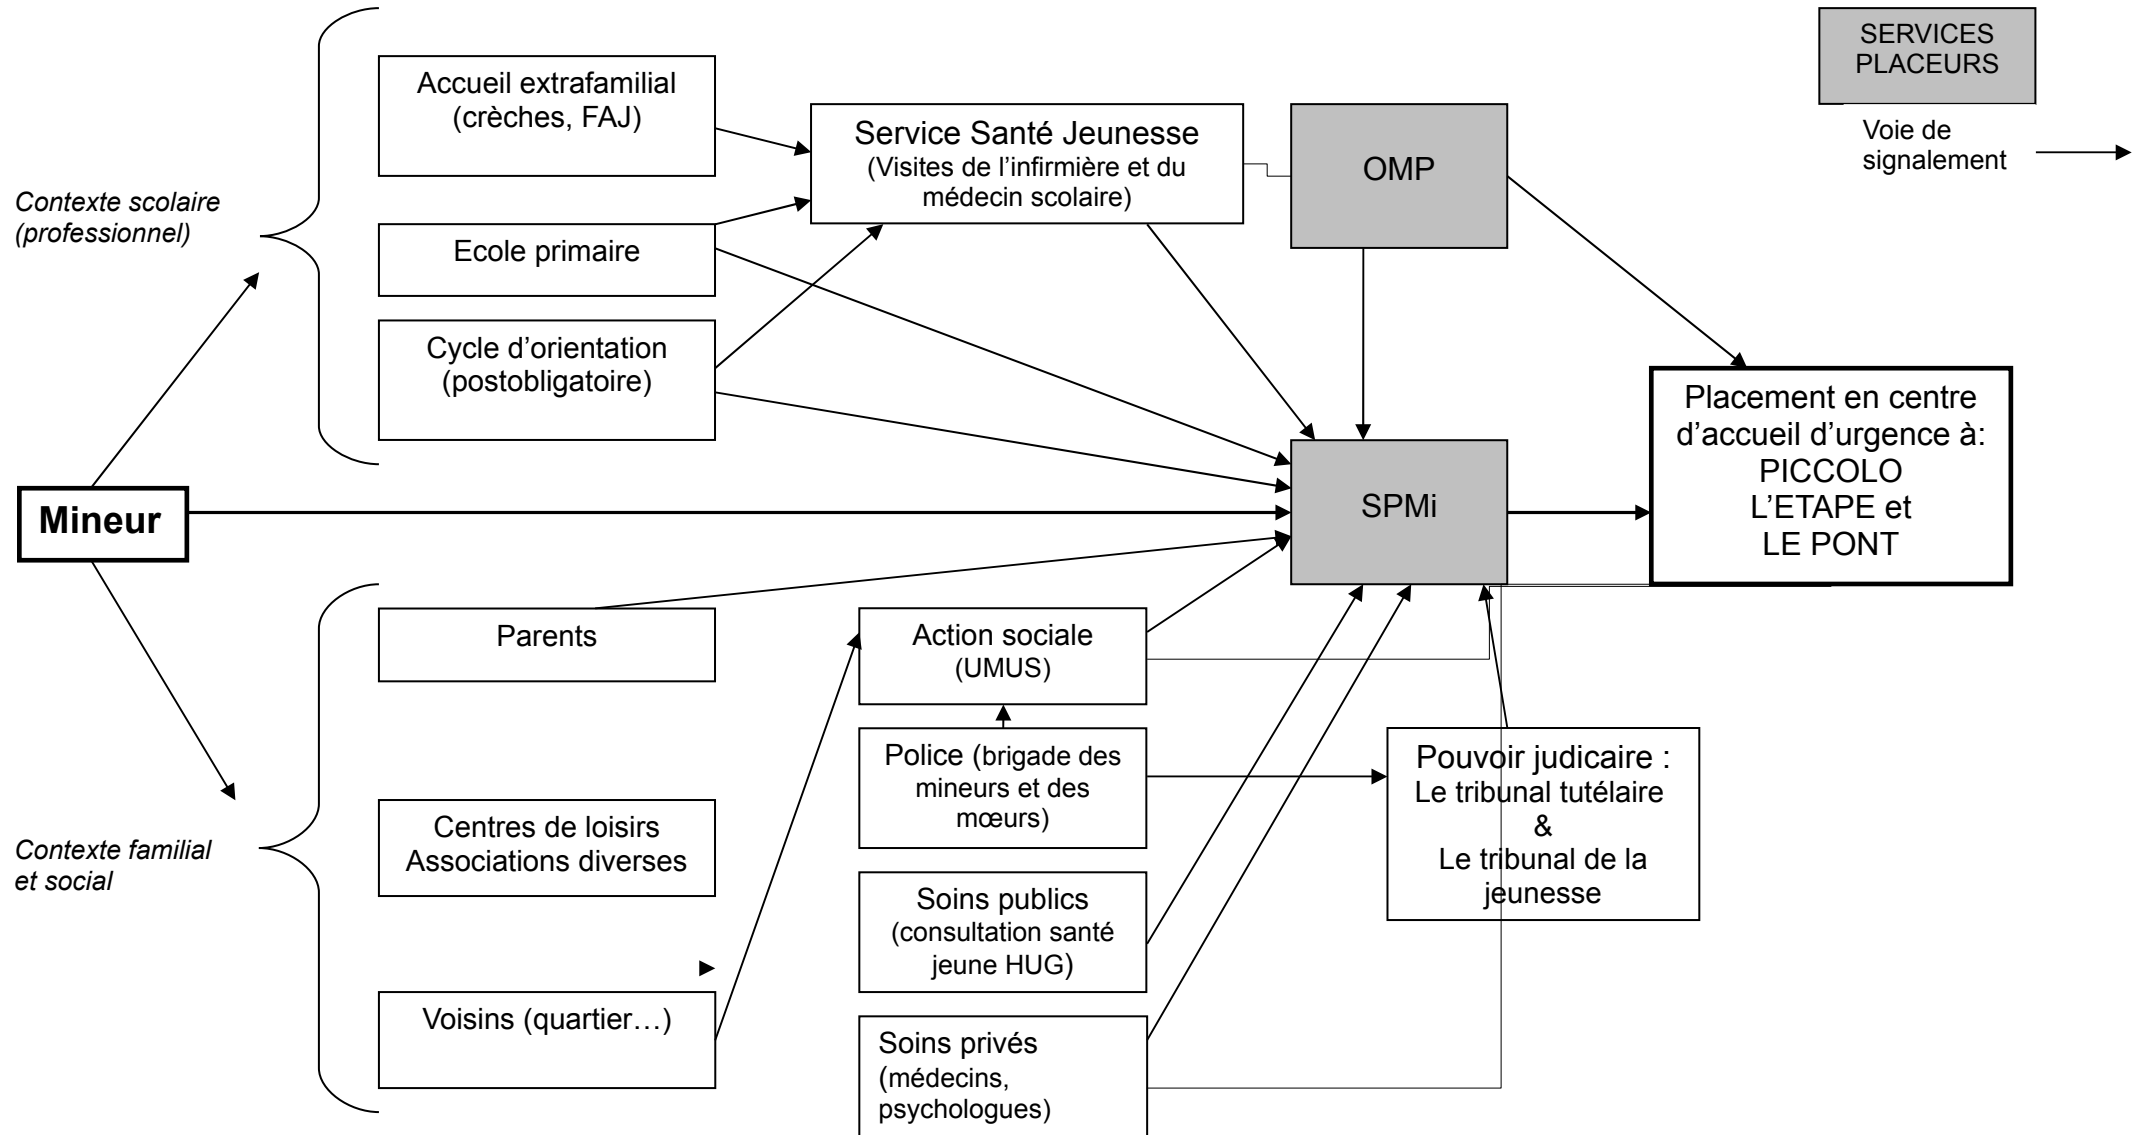 SERVICES
PLACEURS
Voie de
signalement
Contexte scolaire
(professionnel)
Accueil extrafamilial
(crèches, FAJ)
Ecole primaire
Cycle d’orientation
(postobligatoire)
Service Santé Jeunesse
(Visites de l’infirmière et du
médecin scolaire)
OMP
Mineur
SPMi
Placement en centre
d’accueil d’urgence à:
PICCOLO
L’ETAPE et
LE PONT
Contexte familial
et social
Parents
Centres de loisirs
Associations diverses
Voisins (quartier…)
Action sociale
(UMUS)
Police (brigade des
mineurs et des
mœurs)
Soins publics
(consultation santé
jeune HUG)
Soins privés
(médecins,
psychologues)
Pouvoir judicaire :
Le tribunal tutélaire
&
Le tribunal de la
jeunesse